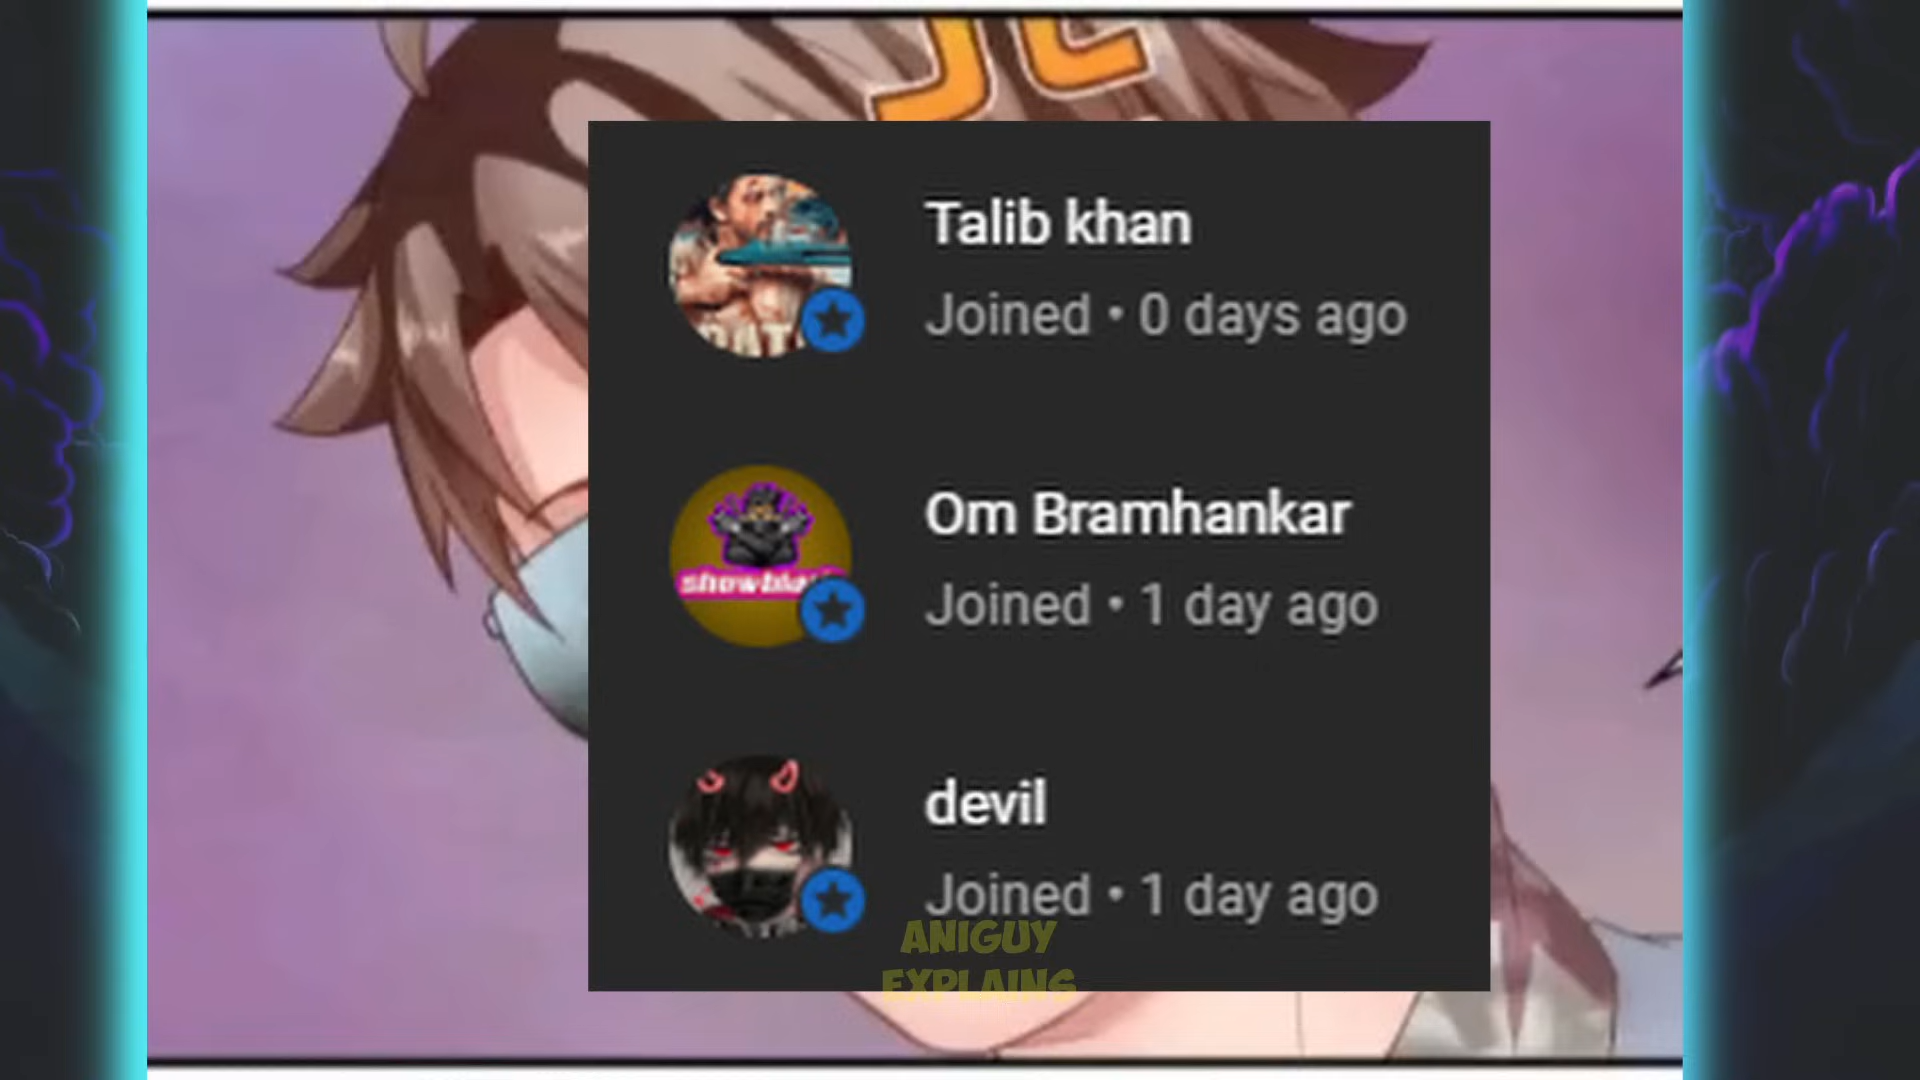 Talib khan
Joined • 0 days ago
Om Bramhankar
Joined • 1 day ago
devil
Joined • 1 day ago
ANIGUY
EXPLAINS